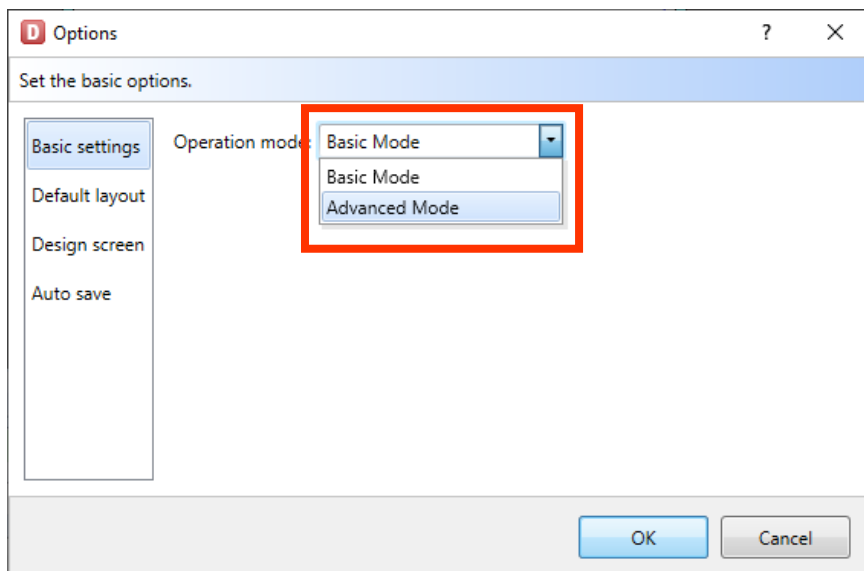 D Options ?
Set the basic options.
Basic settings
Default layout
Design screen
Auto save
Operation mode: Basic Mode
Basic Mode
Advanced Mode
OK Cancel